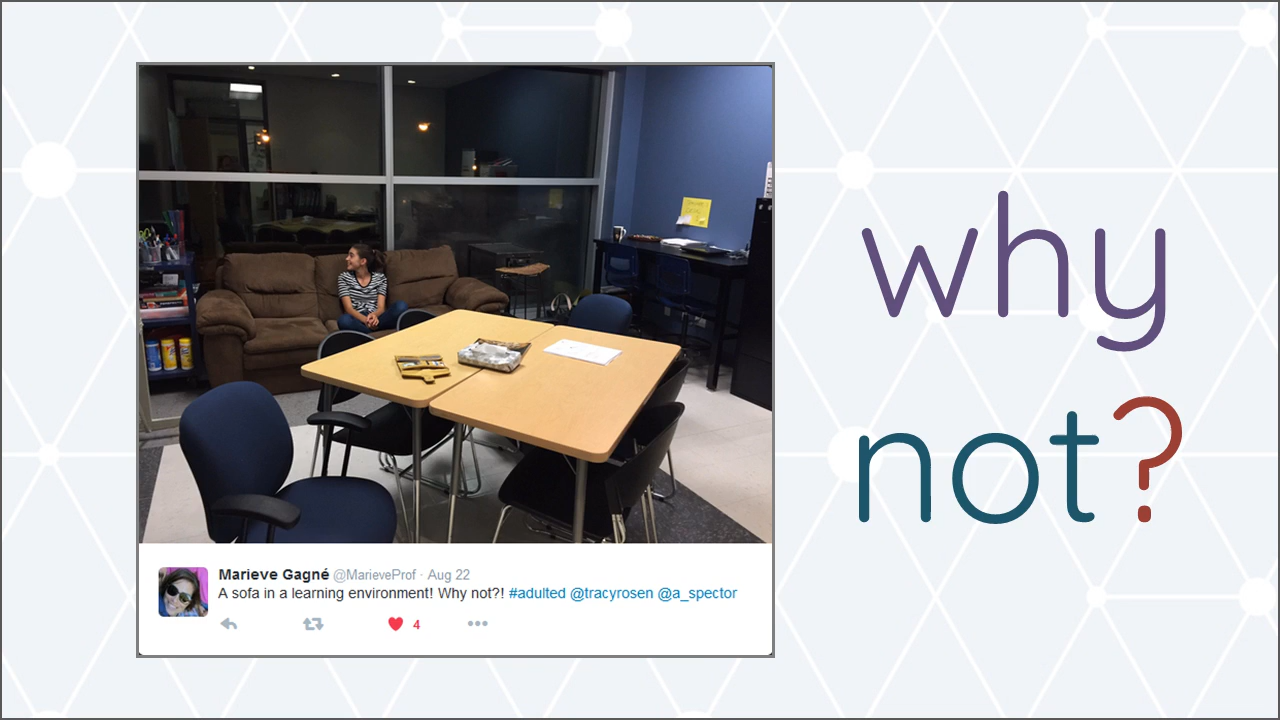 why
not?
Marieve Gagné @MarieveProf · Aug 22
A sofa in a learning environment! Why not?! #adulted @tracyrosen @a_spector
4